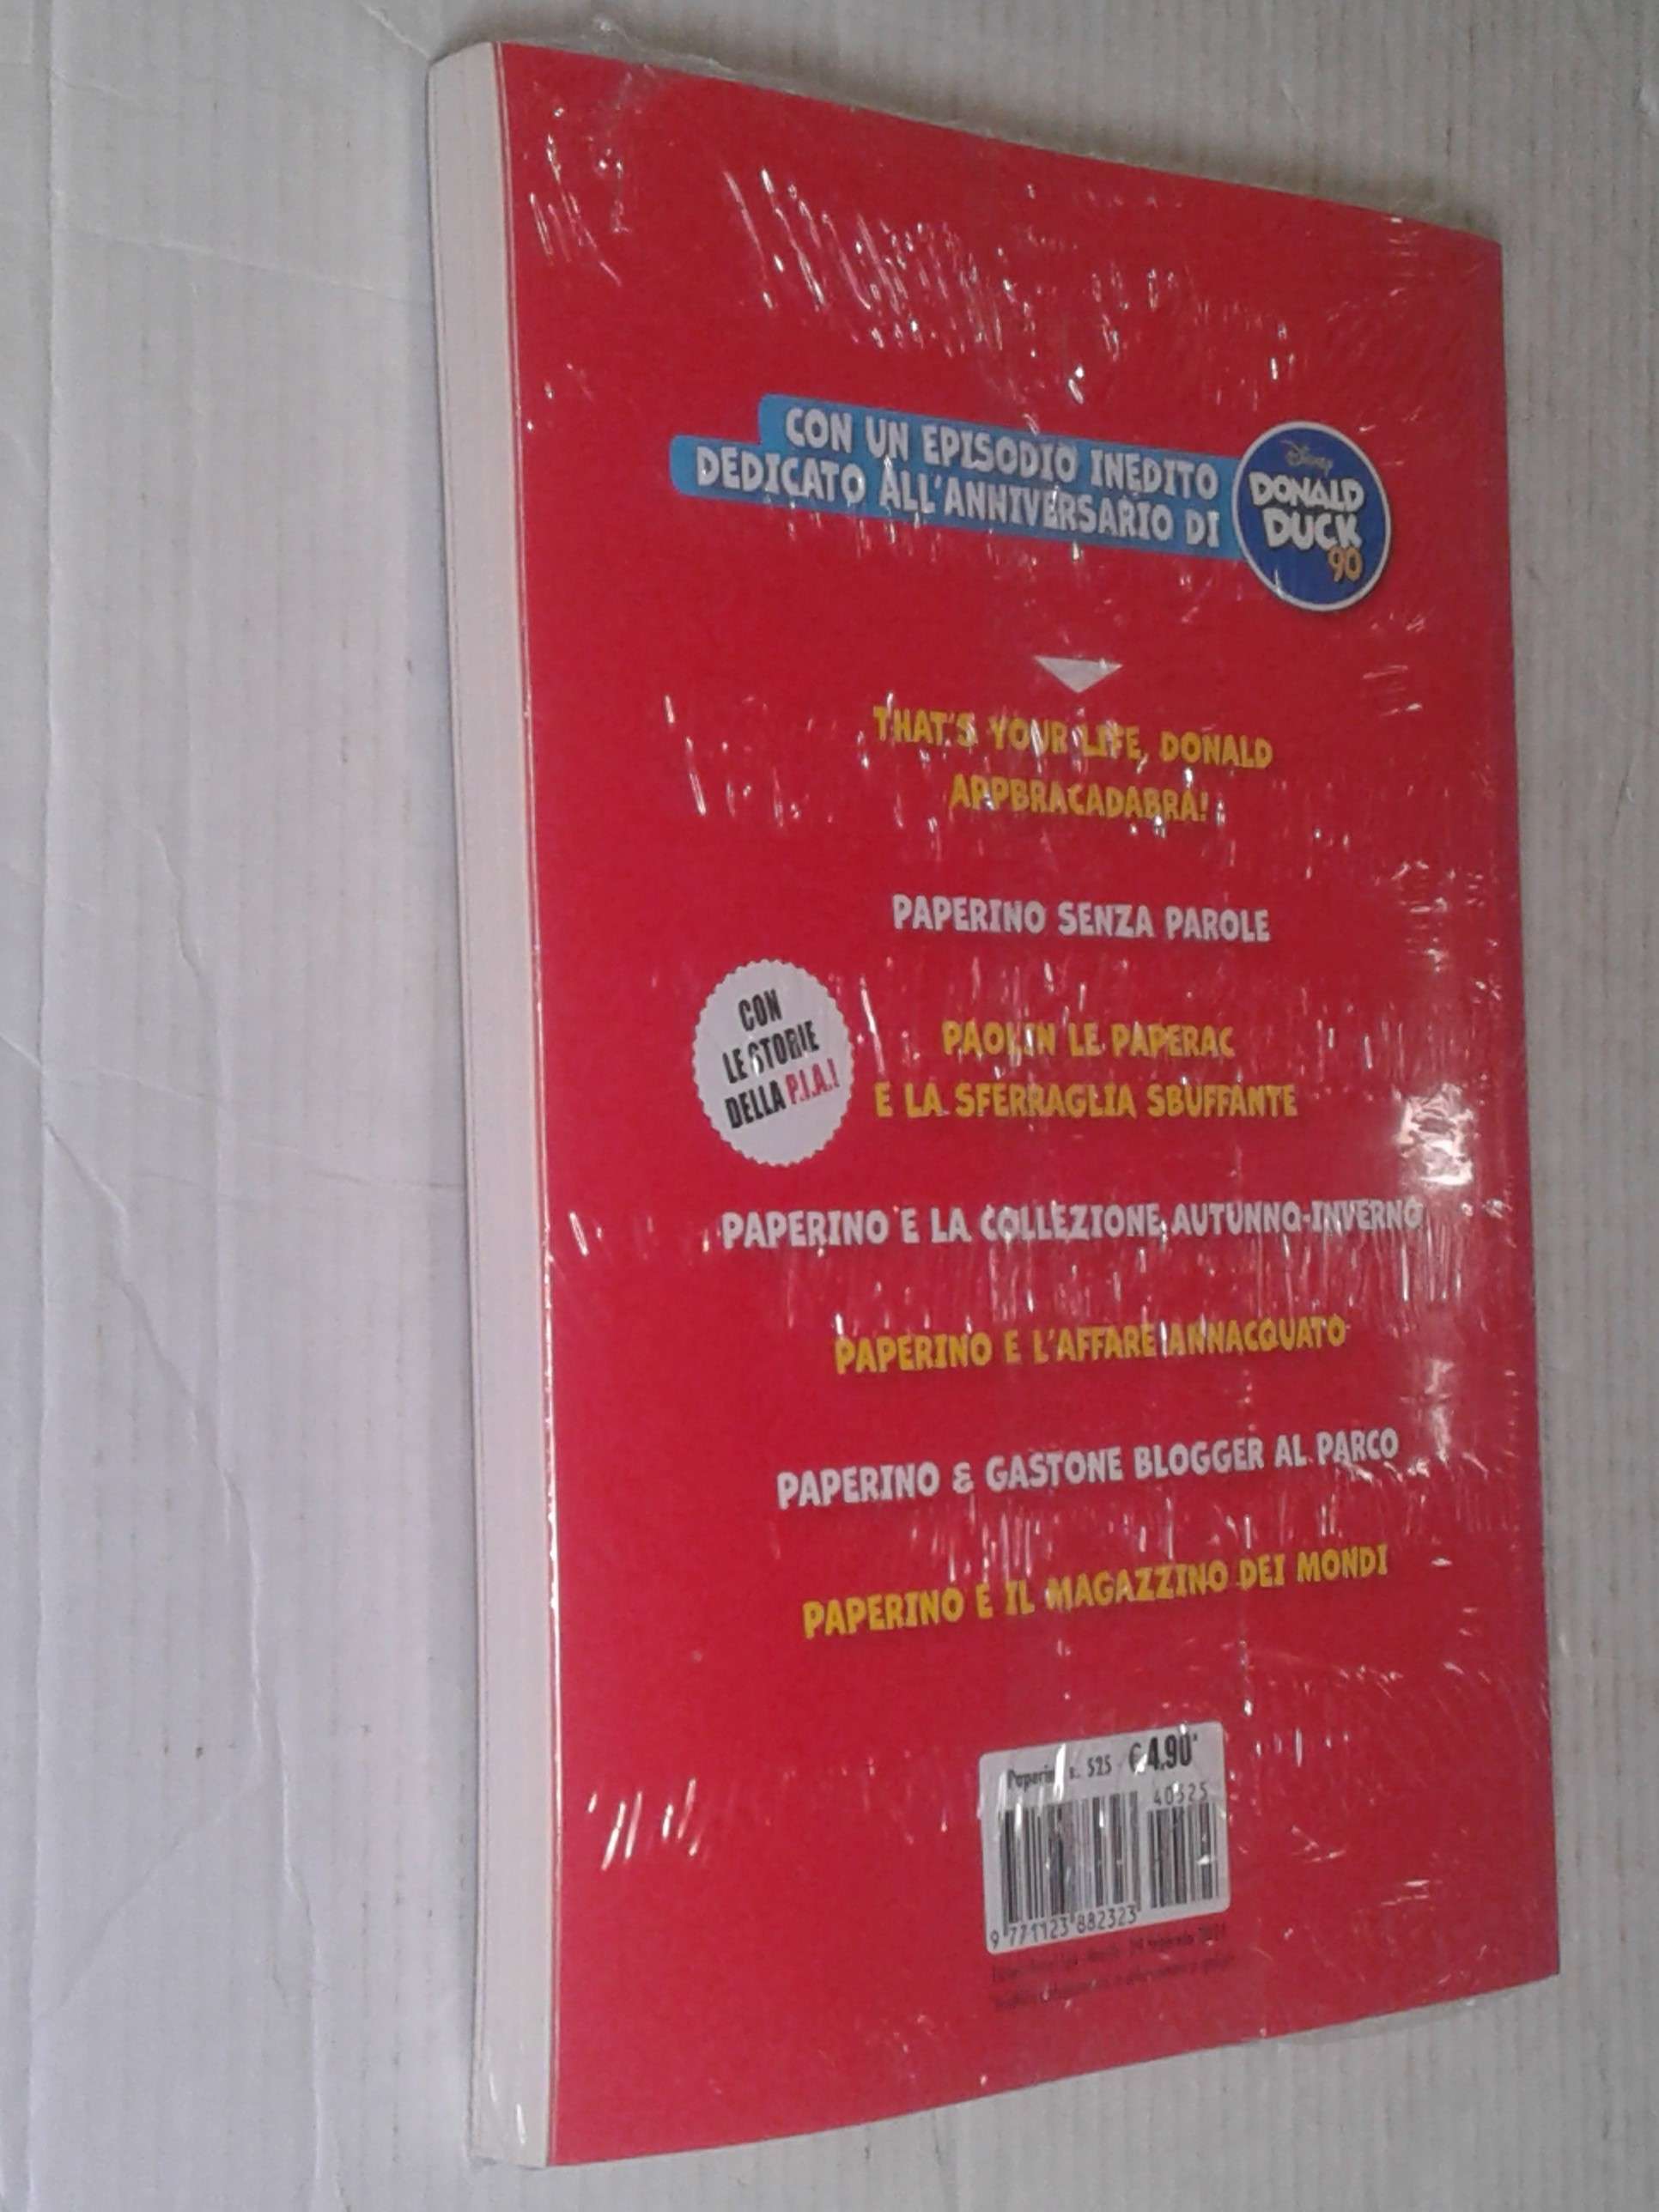 CON UN EPISODIO INEDITO
DEDICATO ALL'ANNIVERSARIO DI
Disney
DONALD
DUCK
90
THAT'S YOUR LIFE, DONALD
APPBRACADABRA!
PAPERINO SENZA PAROLE
CON
LE STORIE
DELLA P.I.A.!
PAOLIN LE PAPERAC
E LA SFERRAGLIA SBUFFANTE
PAPERINO E LA COLLEZIONE AUTUNNO-INVERNO
PAPERINO E L'AFFARE ANNACQUATO
PAPERINO & GASTONE BLOGGER AL PARCO
PAPERINO E IL MAGAZZINO DEI MONDI
525 €4,90*
40525
9 771123 882323